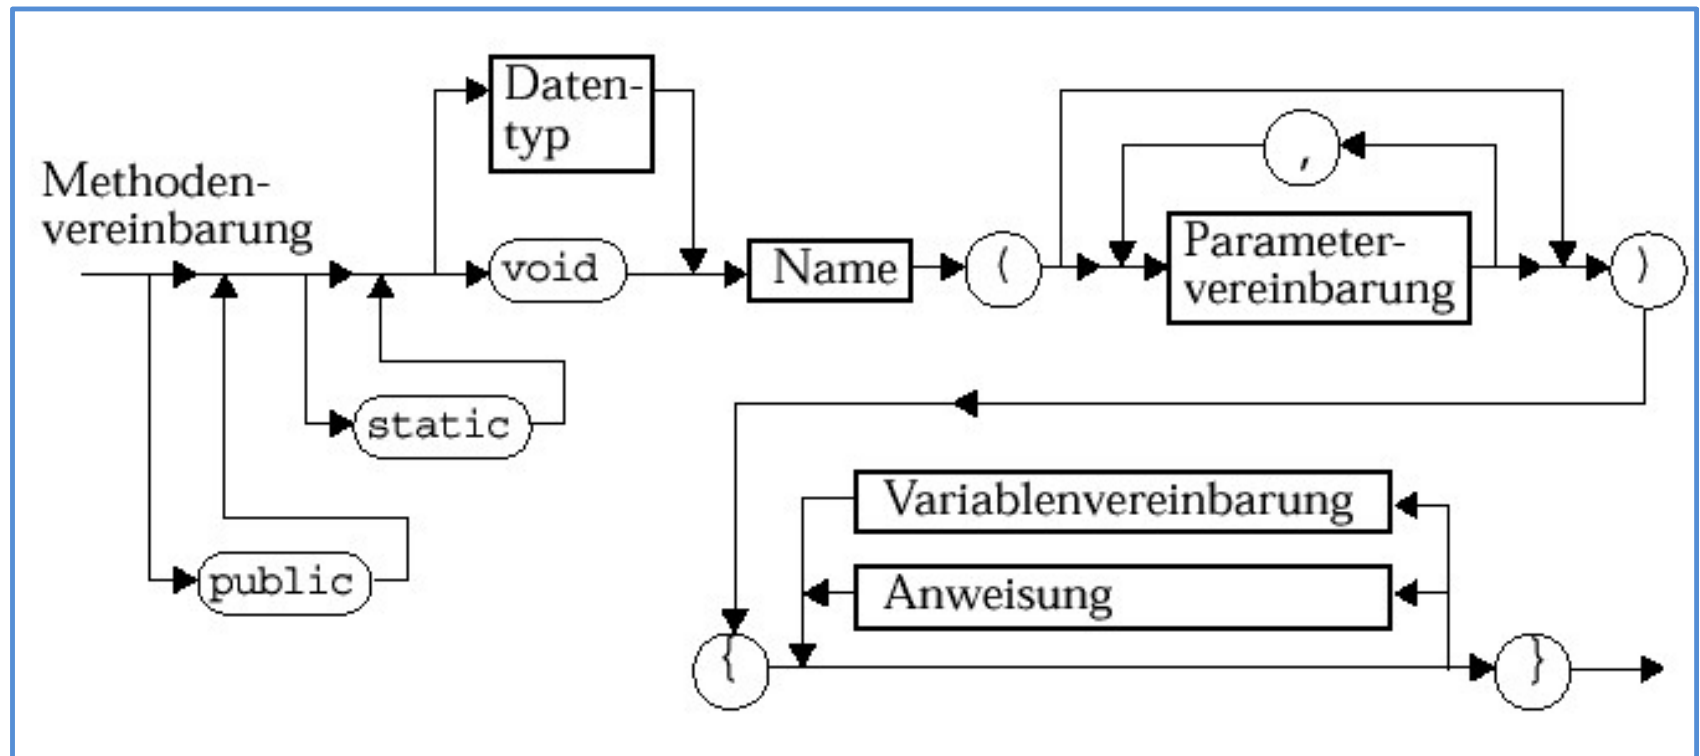 Daten-
typ
Methoden-
vereinbarung
void
Name
(
,
Parameter-
vereinbarung
)
static
public
Variablenvereinbarung
Anweisung
{
}